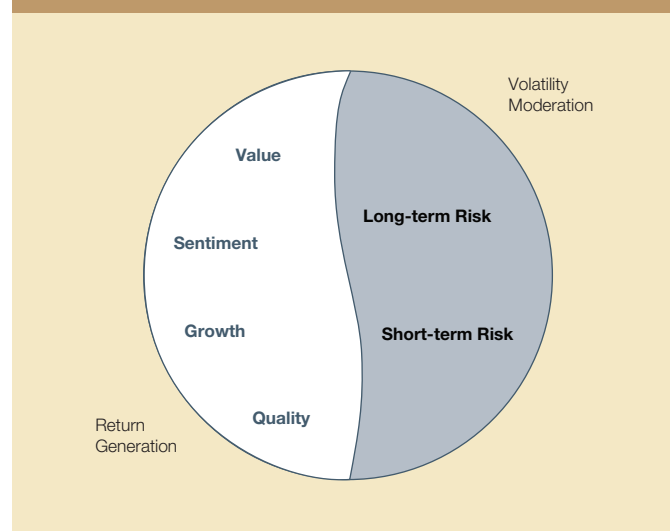 Volatility
Moderation
Value
Long-term Risk
Sentiment
Growth
Short-term Risk
Quality
Return
Generation